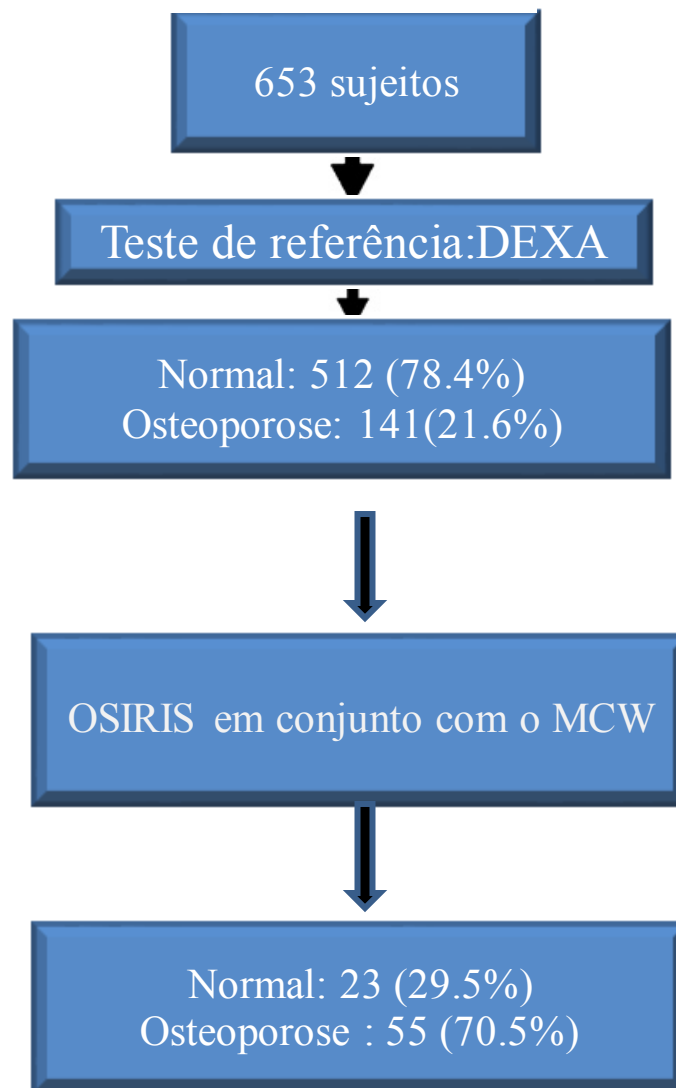 653 sujeitos
Teste de referência:DEXA
Normal: 512 (78.4%)
Osteoporose: 141(21.6%)
OSIRIS em conjunto com o MCW
Normal: 23 (29.5%)
Osteoporose : 55 (70.5%)